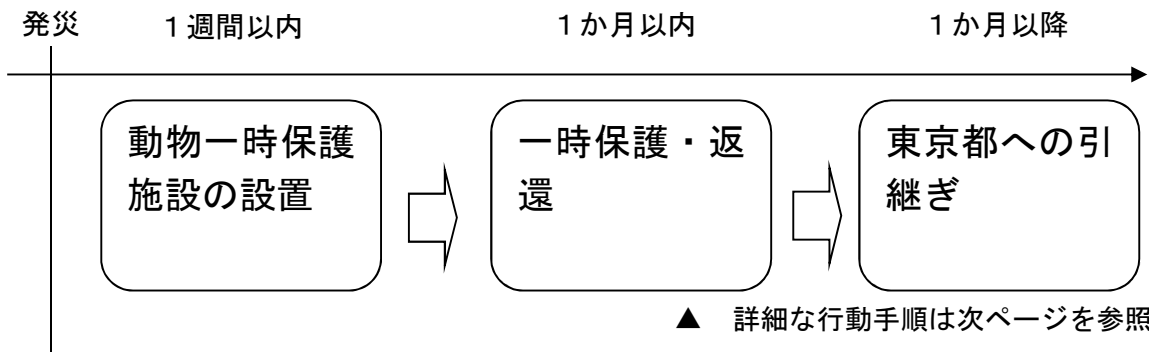 発災
１週間以内
１か月以内
１か月以降
動物一時保護
施設の設置
一時保護・返
還
東京都への引
継ぎ
▲　詳細な行動手順は次ページを参照